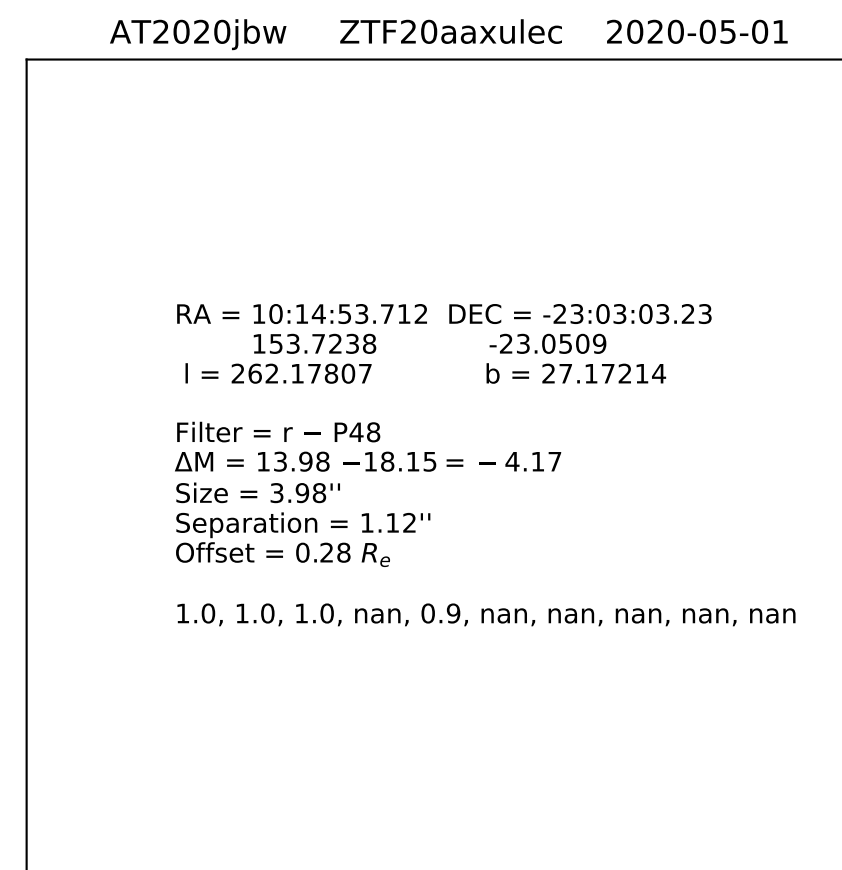 AT2020jbw ZTF20aaxulec 2020-05-01
RA = 10:14:53.712 DEC = -23:03:03.23
153.7238 -23.0509
l = 262.17807 b = 27.17214
Filter = r − P48
ΔM = 13.98 −18.15 = − 4.17
Size = 3.98''
Separation = 1.12''
Offset = 0.28 Re
1.0, 1.0, 1.0, nan, 0.9, nan, nan, nan, nan, nan